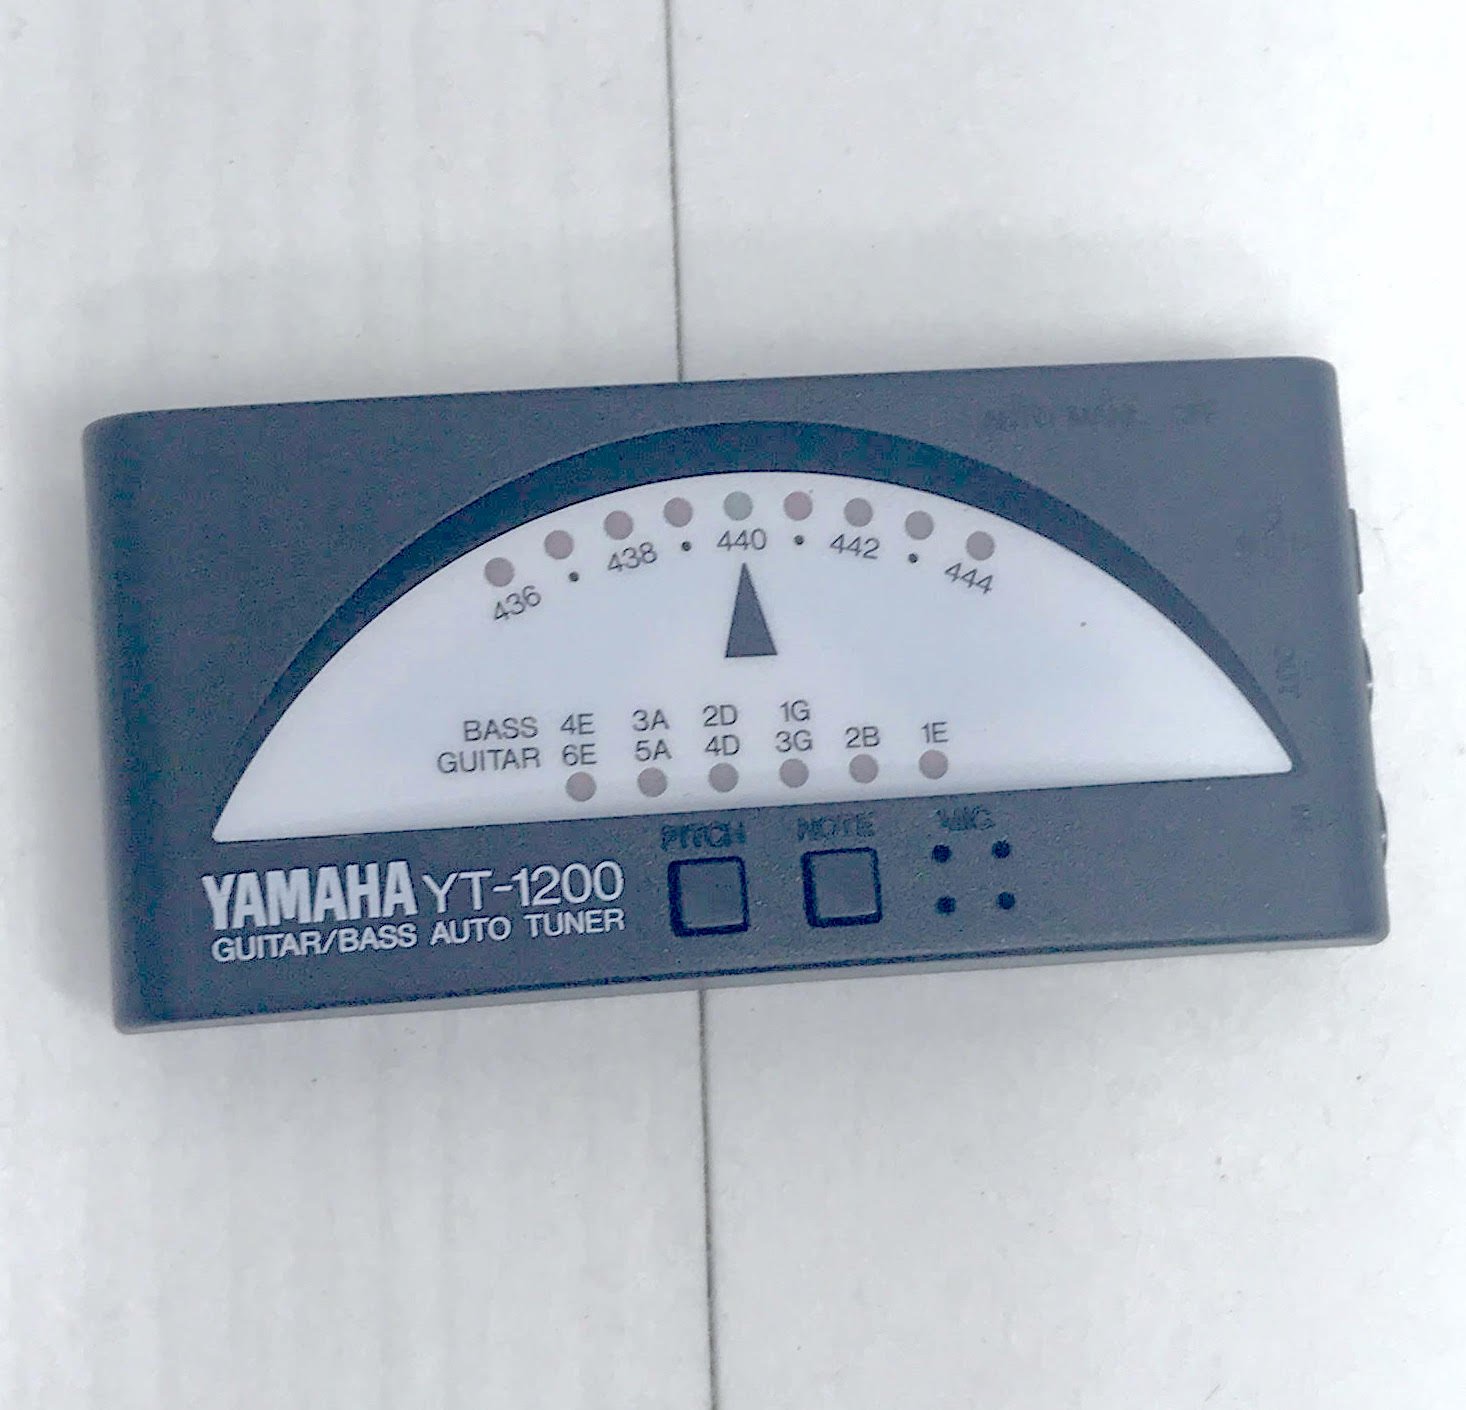 436 • 438 • 440 • 442 • 444
BASS 4E 3A 2D 1G
GUITAR 6E 5A 4D 3G 2B 1E
PITCH NOTE MIC
YAMAHA YT-1200
GUITAR/BASS AUTO TUNER
OUT